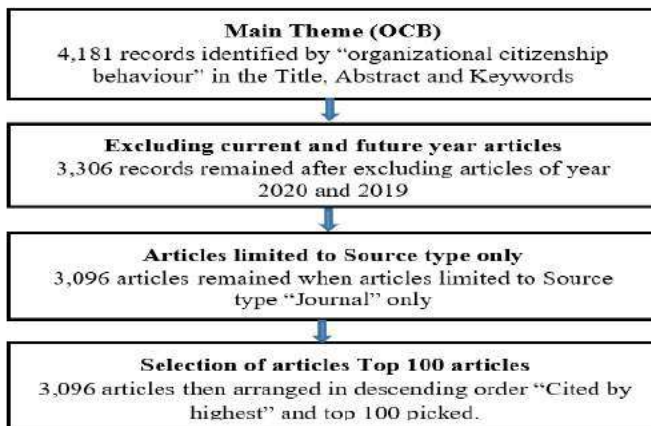 Main Theme (OCB)
4,181 records identified by “organizational citizenship
behaviour” in the Title, Abstract and Keywords
Excluding current and future year articles
3,306 records remained after excluding articles of year
2020 and 2019
Articles limited to Source type only
3,096 articles remained when articles limited to Source
type “Journal” only
Selection of articles Top 100 articles
3,096 articles then arranged in descending order “Cited by
highest” and top 100 picked.